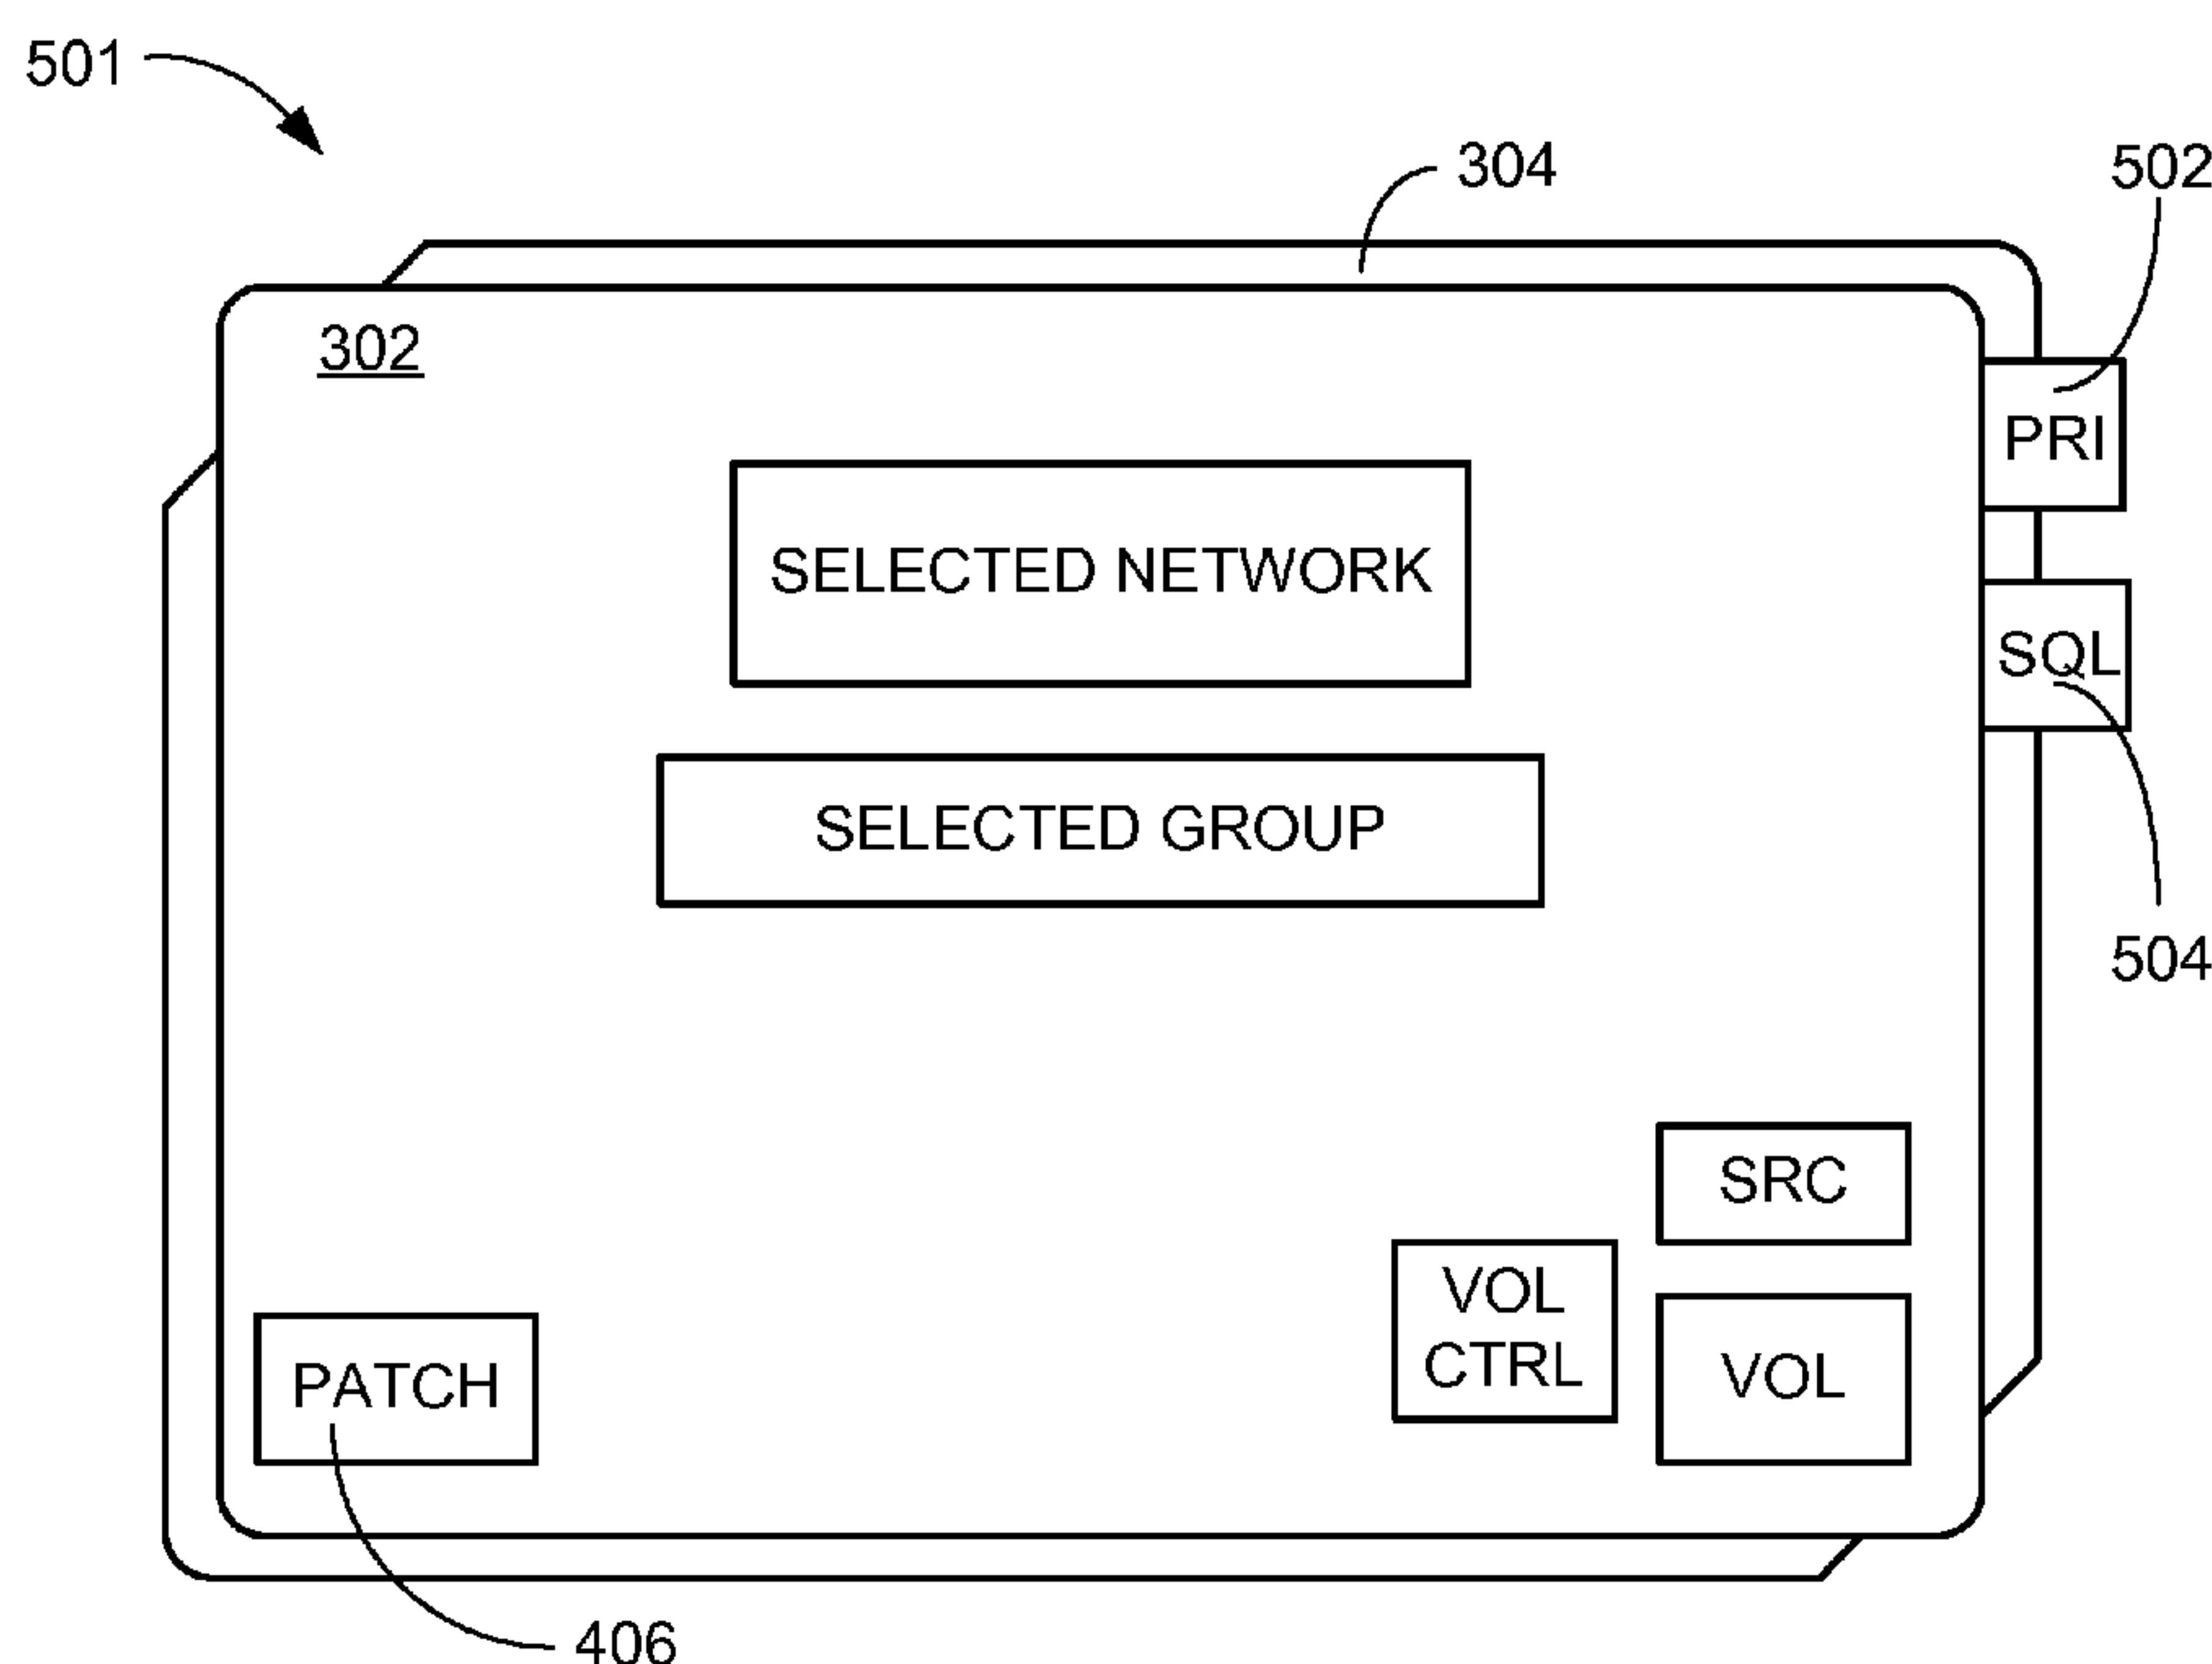 501
304
502
302
PRI
SELECTED NETWORK
SQL
SELECTED GROUP
504
SRC
VOL
CTRL
VOL
PATCH
406